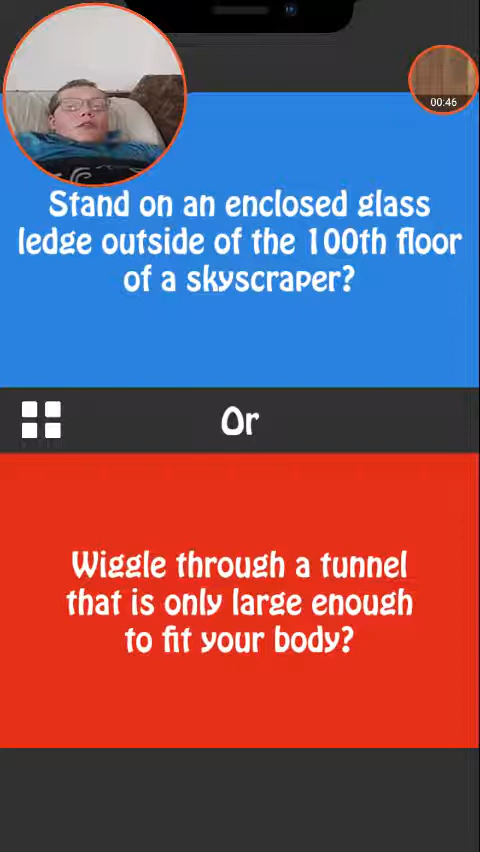 00:46
Stand on an enclosed glass
ledge outside of the 100th floor
of a skyscraper?
Or
Wiggle through a tunnel
that is only large enough
to fit your body?